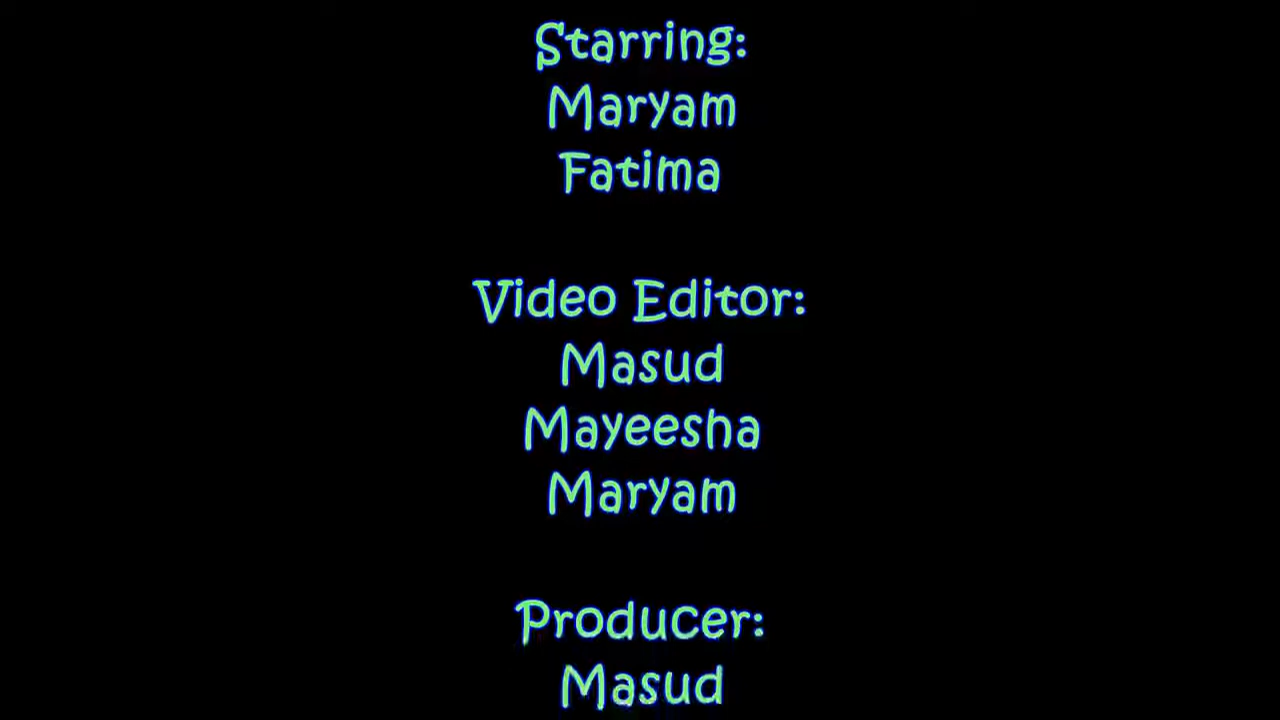 Starring:
Maryam
Fatima
Video Editor:
Masud
Mayeesha
Maryam
Producer:
Masud